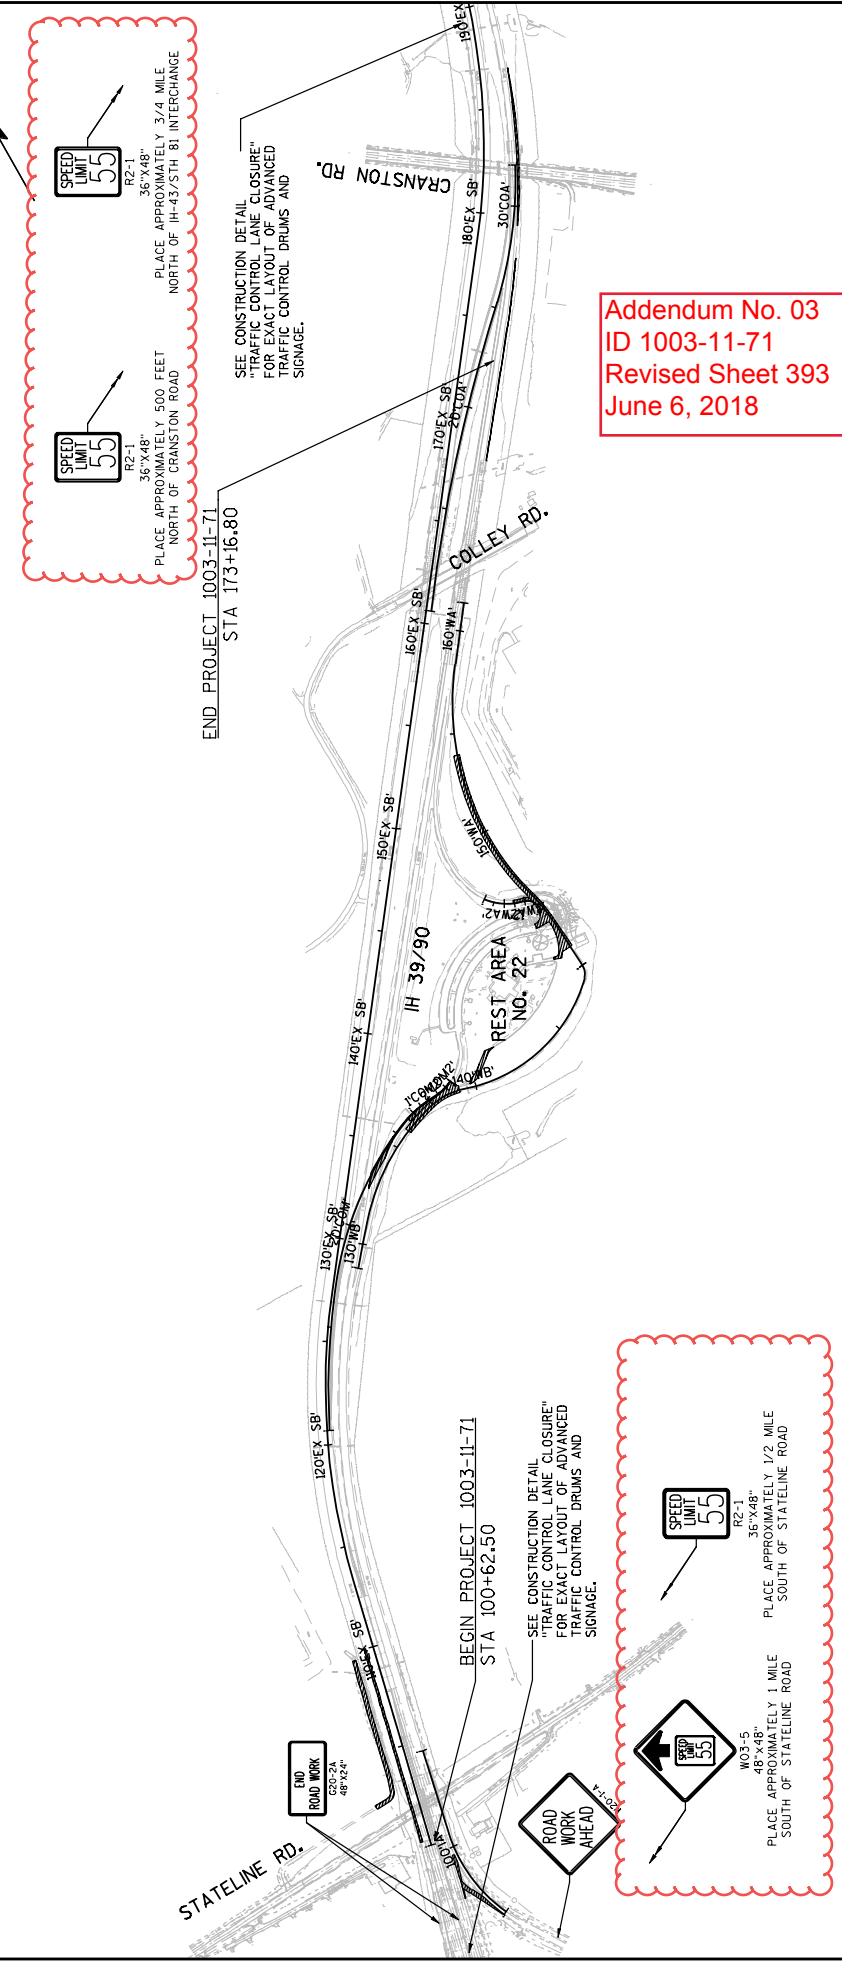 SPEED
LIMIT
55
R2-1
36"X48"
PLACE APPROXIMATELY 500 FEET
NORTH OF CRANSTON ROAD
SPEED
LIMIT
55
R2-1
36"X48"
PLACE APPROXIMATELY 3/4 MILE
NORTH OF IH-43/STH 81 INTERCHANGE
SEE CONSTRUCTION DETAIL
"TRAFFIC CONTROL LANE CLOSURE"
FOR EXACT LAYOUT OF ADVANCED
TRAFFIC CONTROL DRUMS AND
SIGNAGE.
CRANSTON RD.
Addendum No. 03
ID 1003-11-71
Revised Sheet 393
June 6, 2018
END PROJECT 1003-11-71
STA 173+16.80
190'EX
180'EX SB'
30'COA'
170'EX SB'
20'COA'
COLLEY RD.
160'EX SB'
160'WA'
150'EX SB'
150'WA'
IH 39/90
REST AREA
NO. 22
140'EX SB'
140'WB'
130'EX SB'
20'COM'
130'WB'
120'EX SB'
110'EX SB'
BEGIN PROJECT 1003-11-71
STA 100+62.50
SEE CONSTRUCTION DETAIL
"TRAFFIC CONTROL LANE CLOSURE"
FOR EXACT LAYOUT OF ADVANCED
TRAFFIC CONTROL DRUMS AND
SIGNAGE.
STATELINE RD.
END
ROAD WORK
G20-2A
48"X24"
100'IA'
ROAD
WORK
AHEAD
SPEED
LIMIT
55
W03-5
48"x48"
PLACE APPROXIMATELY 1 MILE
SOUTH OF STATELINE ROAD
SPEED
LIMIT
55
R2-1
36"X48"
PLACE APPROXIMATELY 1/2 MILE
SOUTH OF STATELINE ROAD